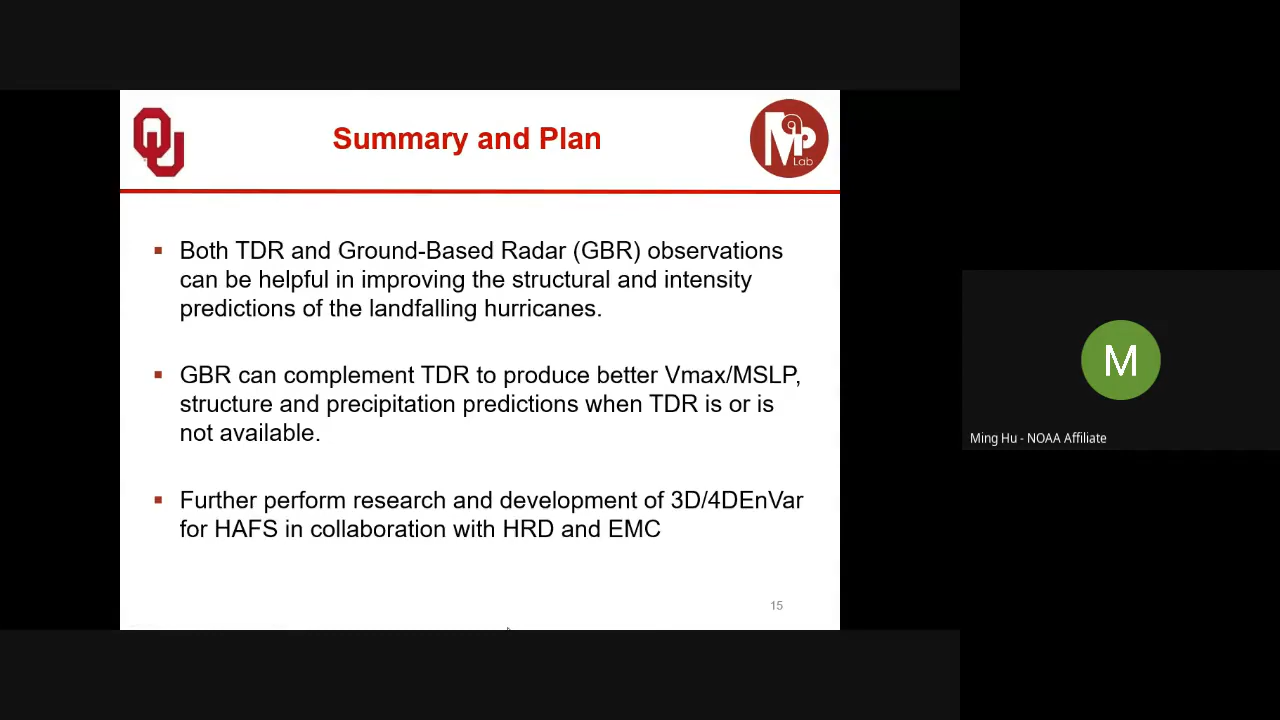 OU
Summary and Plan
MAP
Lab
Both TDR and Ground-Based Radar (GBR) observations
can be helpful in improving the structural and intensity
predictions of the landfalling hurricanes.
GBR can complement TDR to produce better Vmax/MSLP,
structure and precipitation predictions when TDR is or is
not available.
Further perform research and development of 3D/4DEnVar
for HAFS in collaboration with HRD and EMC
15
M
Ming Hu - NOAA Affiliate